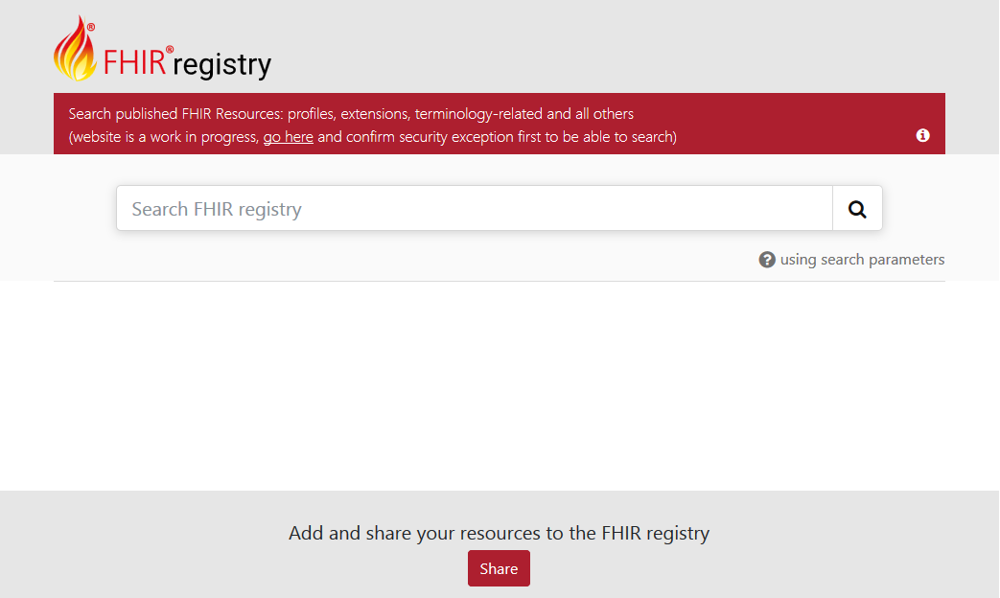 FHIR® registry
Search published FHIR Resources: profiles, extensions, terminology-related and all others
(website is a work in progress, go here and confirm security exception first to be able to search)
Search FHIR registry
using search parameters
Add and share your resources to the FHIR registry
Share